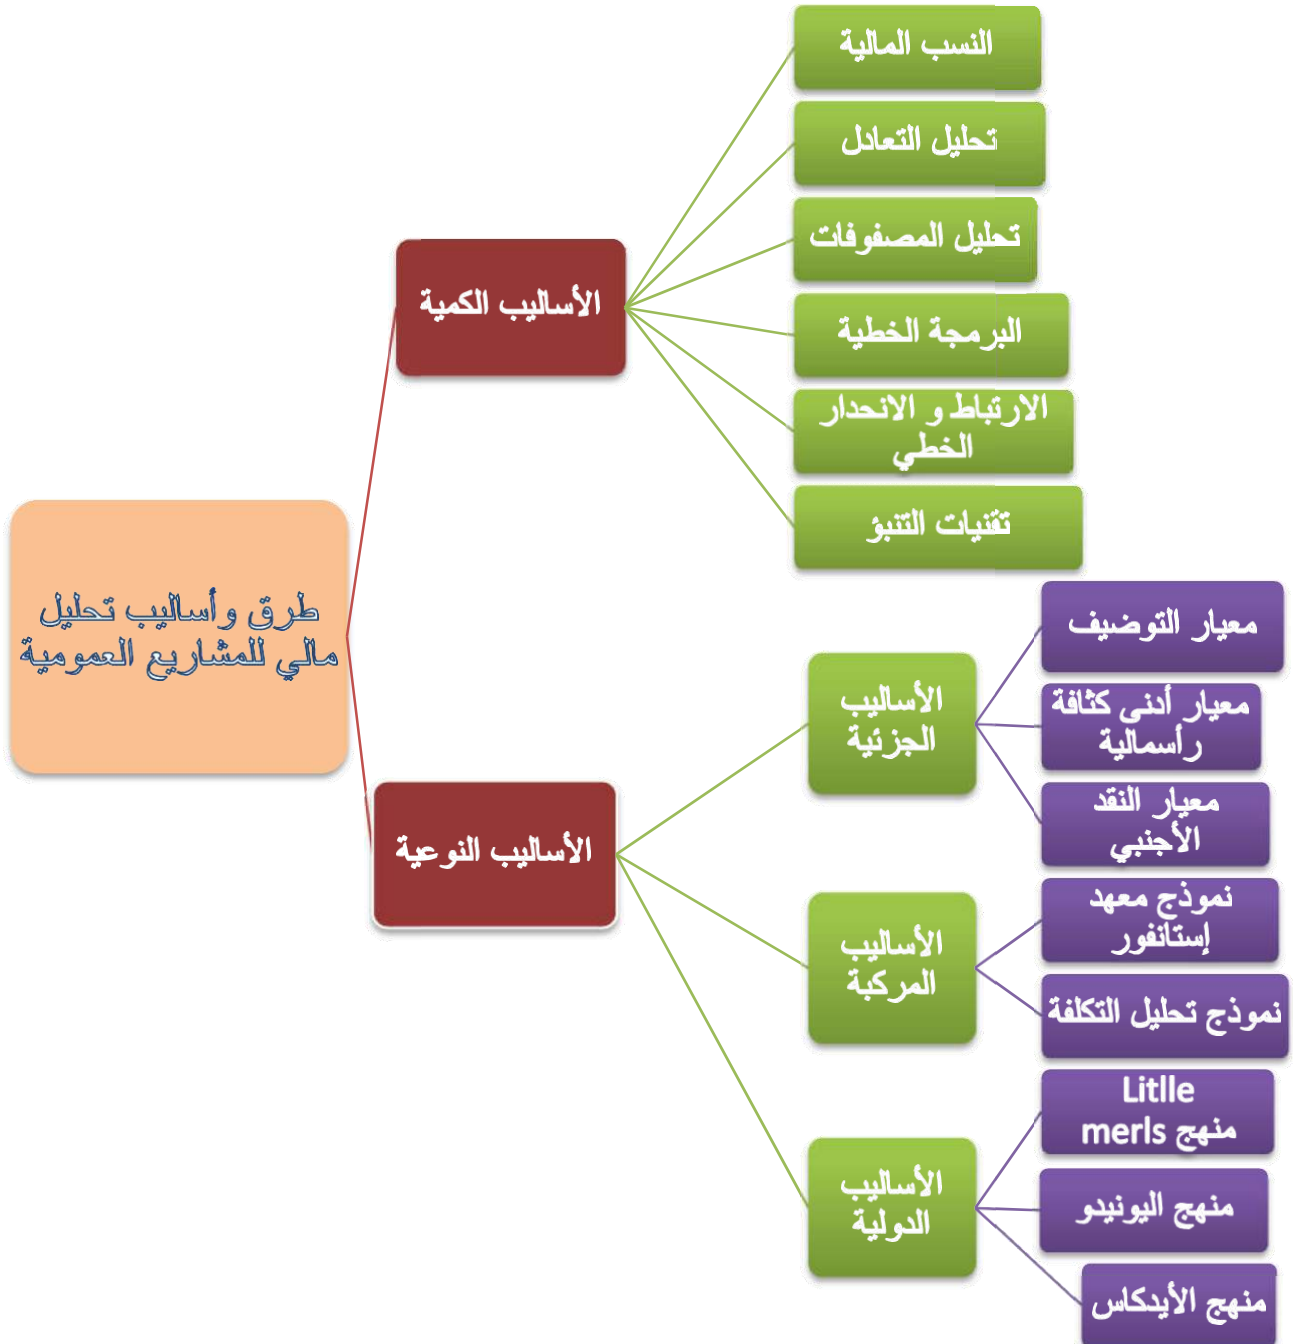 طرق وأساليب تحليل
مالي للمشاريع العمومية
الأساليب الكمية
النسب المالية
تحليل التعادل
تحليل المصفوفات
البرمجة الخطية
الارتباط و الانحدار
الخطي
تقنيات التنبؤ
الأساليب النوعية
الأساليب
الجزئية
معيار التوضيف
معيار أدنى كثافة
رأسمالية
معيار النقد
الأجنبي
الأساليب
المركبة
نموذج معهد
إستانفور
نموذج تحليل التكلفة
الأساليب
الدولية
Litlle
منهج merls
منهج اليونيدو
منهج الأيدكاس